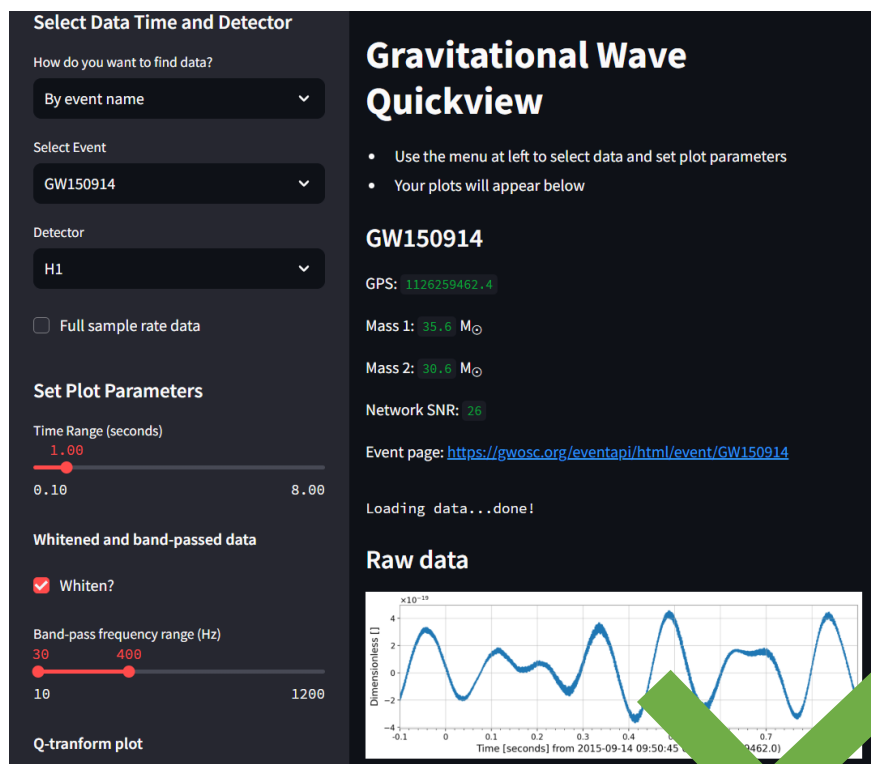 Select Data Time and Detector
How do you want to find data?
By event name
Select Event
GW150914
Detector
H1
Full sample rate data
Set Plot Parameters
Time Range (seconds)
1.00
0.10 8.00
Whitened and band-passed data
Whiten?
Band-pass frequency range (Hz)
30 400
10 1200
Q-tranform plot
Gravitational Wave
Quickview
• Use the menu at left to select data and set plot parameters
• Your plots will appear below
GW150914
GPS: 1126259462.4
Mass 1: 35.6 M☉
Mass 2: 30.6 M☉
Network SNR: 26
Event page: https://gwosc.org/eventapi/html/event/GW150914
Loading data...done!
Raw data
×10⁻¹⁹
Dimensionless []
4
2
0
−2
−4
-0.1 0 0.1 0.2 0.3 0.4 0.7
Time [seconds] from 2015-09-14 09:50:45 9462.0)